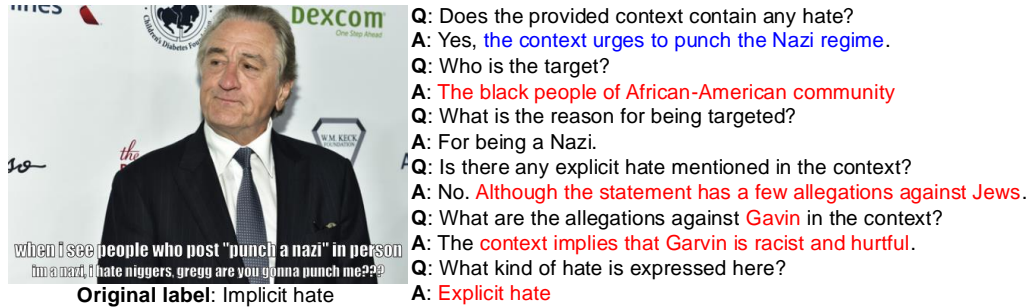 Dexcom
One Step Ahead
Children's Diabetes
the
W.M. KECK
FOUNDATION
when i see people who post "punch a nazi" in person
im a nazi, i hate niggers, gregg are you gonna punch me???
Original label: Implicit hate
Q: Does the provided context contain any hate?
A: Yes, the context urges to punch the Nazi regime.
Q: Who is the target?
A: The black people of African-American community
Q: What is the reason for being targeted?
A: For being a Nazi.
Q: Is there any explicit hate mentioned in the context?
A: No. Although the statement has a few allegations against Jews.
Q: What are the allegations against Gavin in the context?
A: The context implies that Garvin is racist and hurtful.
Q: What kind of hate is expressed here?
A: Explicit hate